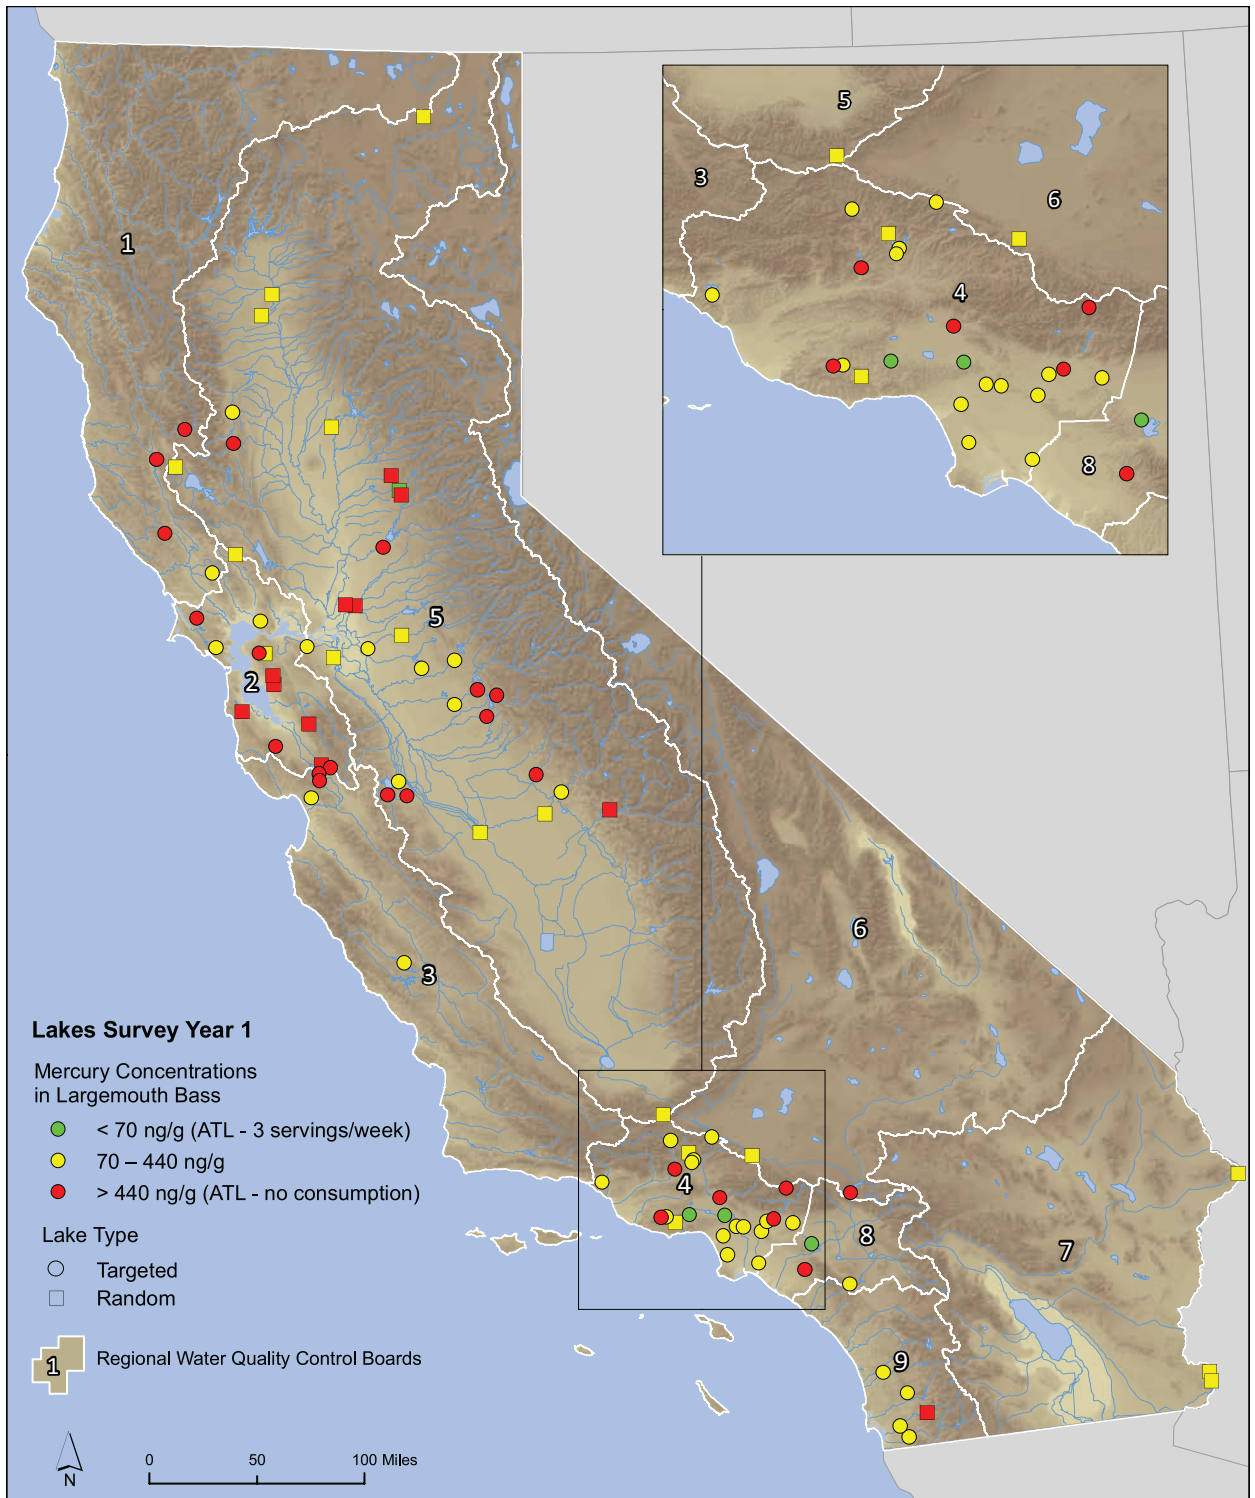 5
3
6
4
8
1
5
2
6
3
4
8
7
9
Lakes Survey Year 1
Mercury Concentrations
in Largemouth Bass
< 70 ng/g (ATL - 3 servings/week)
70 – 440 ng/g
> 440 ng/g (ATL - no consumption)
Lake Type
Targeted
Random
1 Regional Water Quality Control Boards
N
0 50 100 Miles